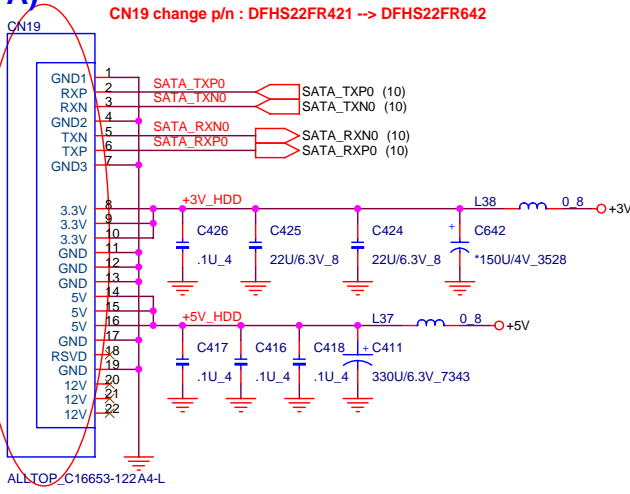 A)
CN19 change p/n : DFHS22FR421 --> DFHS22FR642
CN19
GND1 1
RXP 2 SATA_TXP0 SATA_TXP0 (10)
RXN 3 SATA_TXN0 SATA_TXN0 (10)
GND2 4
TXN 5 SATA_RXN0 SATA_RXN0 (10)
TXP 6 SATA_RXP0 SATA_RXP0 (10)
GND3 7
3.3V 8 +3V_HDD L38 0_8 +3V
3.3V 9
3.3V 10
GND 11
GND 12
GND 13
5V 14
5V 15
5V 16
GND 17
RSVD 18
GND 19
12V 20
12V 21
12V 22
C426 C425 C424 + C642
.1U_4 22U/6.3V_8 22U/6.3V_8 *150U/4V_3528
+5V_HDD L37 0_8 +5V
C417 C416 C418 + C411
.1U_4 .1U_4 .1U_4 330U/6.3V_7343
ALLTOP_C16653-122A4-L